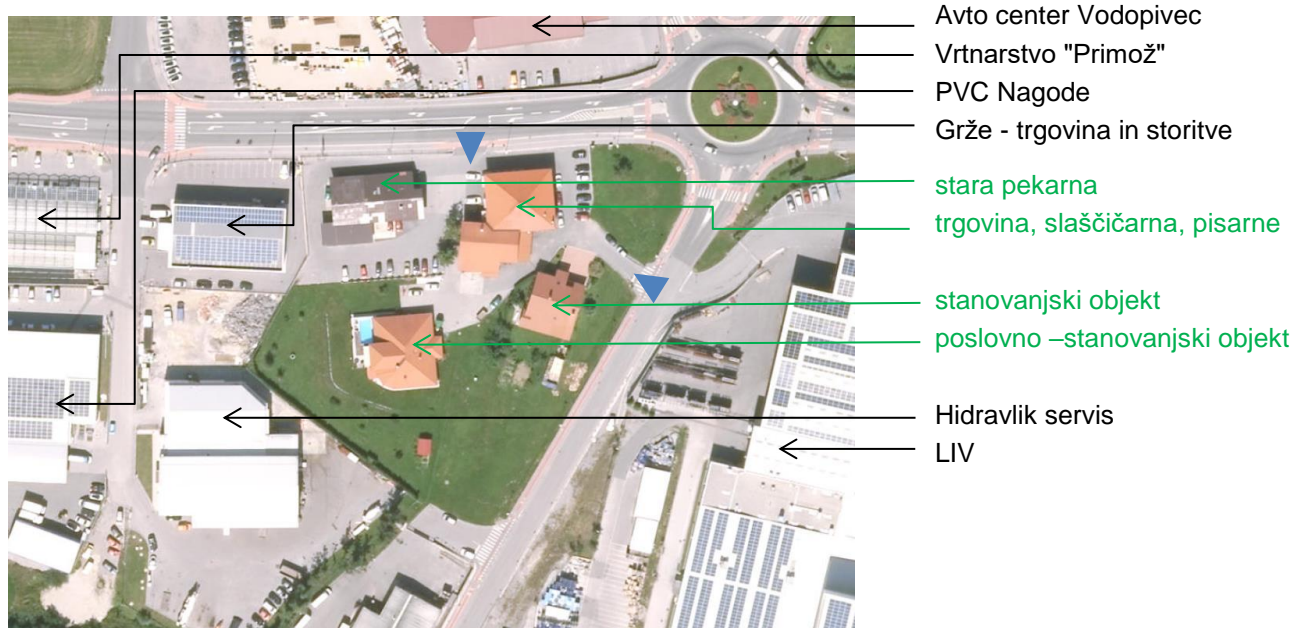 Avto center Vodopivec
Vrtnarstvo "Primož"
PVC Nagode
Grže - trgovina in storitve
stara pekarna
trgovina, slaščičarna, pisarne
stanovanjski objekt
poslovno –stanovanjski objekt
Hidravlik servis
LIV